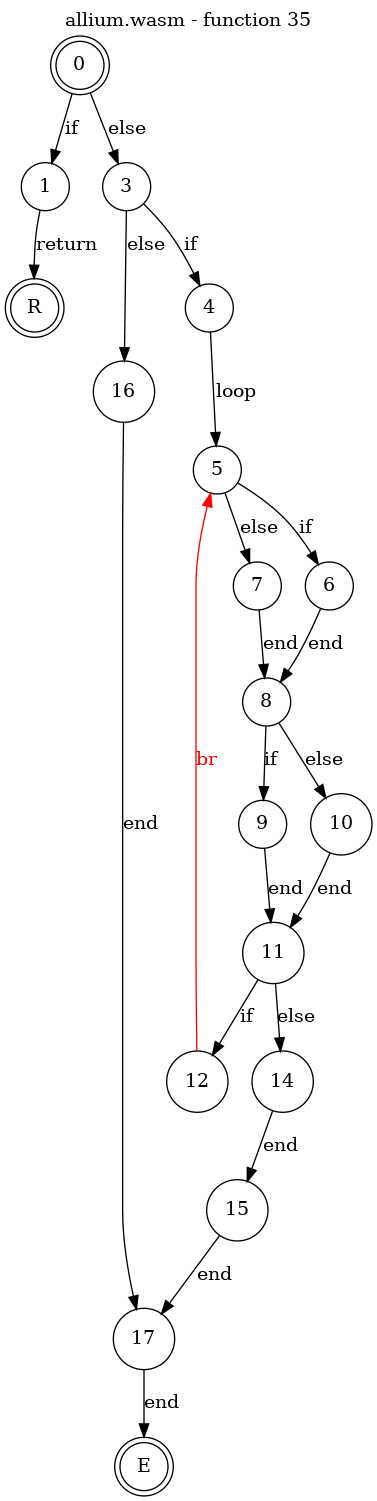 allium.wasm - function 35
0
if
else
1
3
return
else
if
R
4
16
loop
5
else
if
7
6
end
end
8
if
else
end
br
9
10
end
end
11
if
else
12
14
end
15
end
17
end
E